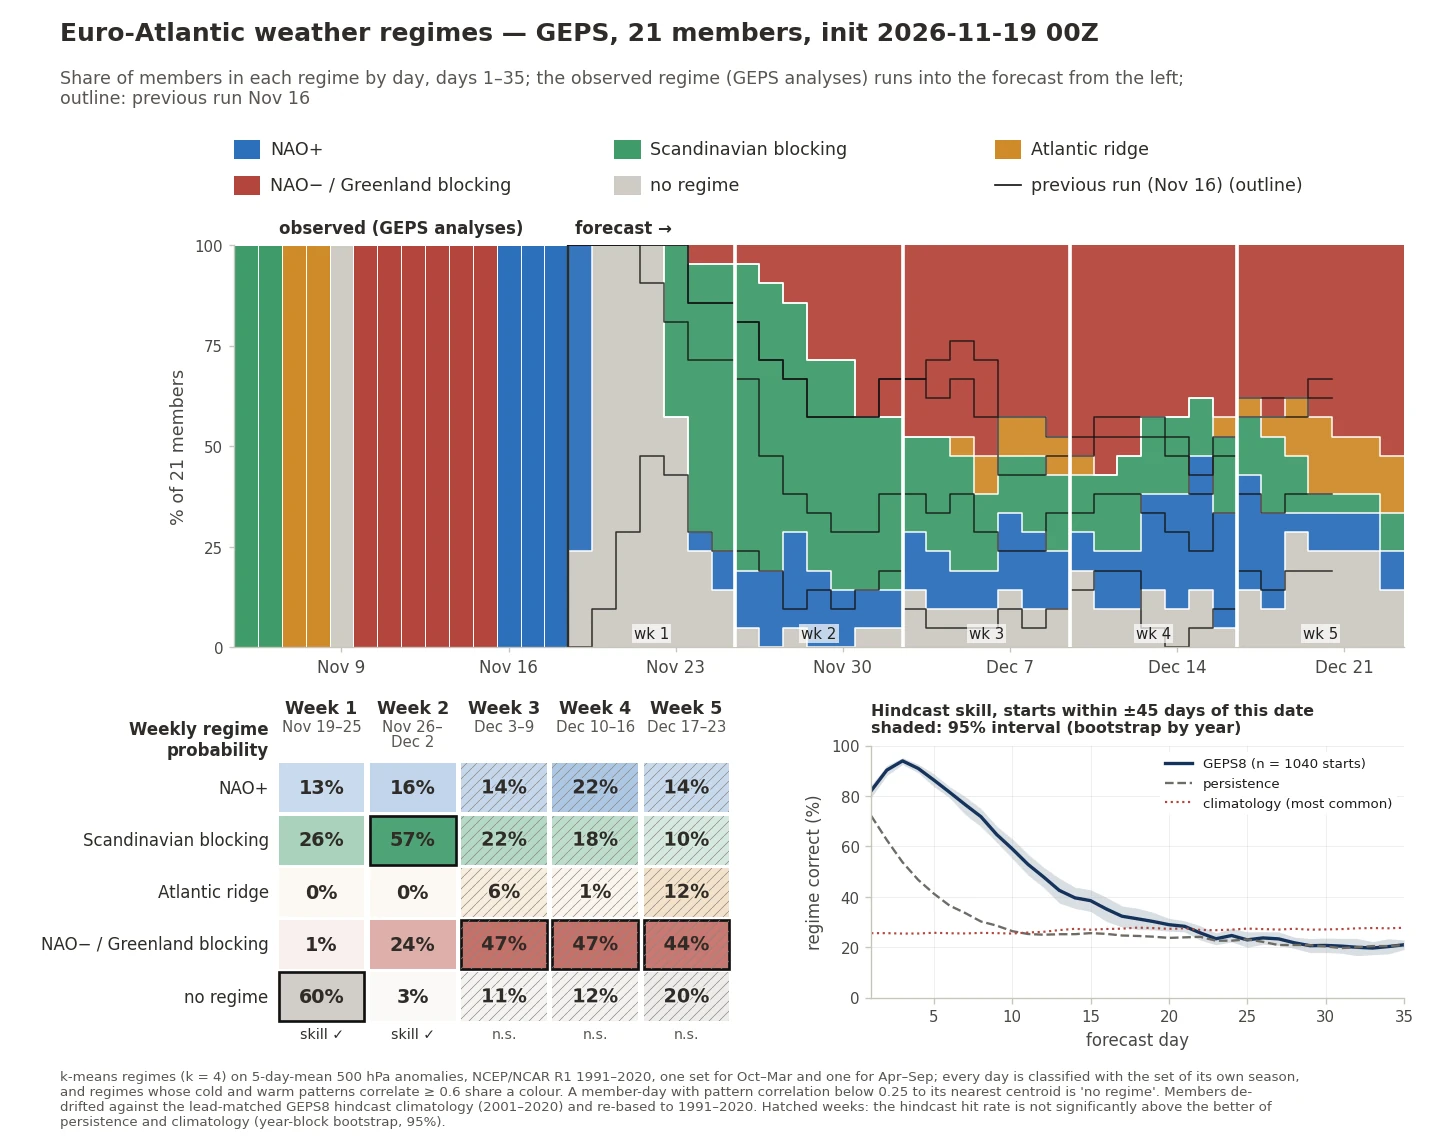 Euro-Atlantic weather regimes — GEPS, 21 members, init 2026-11-19 00Z
Share of members in each regime by day, days 1–35; the observed regime (GEPS analyses) runs into the forecast from the left;
outline: previous run Nov 16
NAO+
Scandinavian blocking
Atlantic ridge
NAO− / Greenland blocking
no regime
previous run (Nov 16) (outline)
observed (GEPS analyses)
forecast →
% of 21 members
100
75
50
25
0
wk 1
wk 2
wk 3
wk 4
wk 5
Nov 9
Nov 16
Nov 23
Nov 30
Dec 7
Dec 14
Dec 21
Weekly regime
probability
Week 1
Nov 19–25
Week 2
Nov 26–
Dec 2
Week 3
Dec 3–9
Week 4
Dec 10–16
Week 5
Dec 17–23
NAO+ 13% 16% 14% 22% 14%
Scandinavian blocking 26% 57% 22% 18% 10%
Atlantic ridge 0% 0% 6% 1% 12%
NAO− / Greenland blocking 1% 24% 47% 47% 44%
no regime 60% 3% 11% 12% 20%
skill ✓ skill ✓ n.s. n.s. n.s.
Hindcast skill, starts within ±45 days of this date
shaded: 95% interval (bootstrap by year)
GEPS8 (n = 1040 starts)
persistence
climatology (most common)
regime correct (%)
100
80
60
40
20
0
5
10
15
20
25
30
35
forecast day
k-means regimes (k = 4) on 5-day-mean 500 hPa anomalies, NCEP/NCAR R1 1991–2020, one set for Oct–Mar and one for Apr–Sep; every day is classified with the set of its own season,
and regimes whose cold and warm patterns correlate ≥ 0.6 share a colour. A member-day with pattern correlation below 0.25 to its nearest centroid is 'no regime'. Members de-
drifted against the lead-matched GEPS8 hindcast climatology (2001–2020) and re-based to 1991–2020. Hatched weeks: the hindcast hit rate is not significantly above the better of
persistence and climatology (year-block bootstrap, 95%).